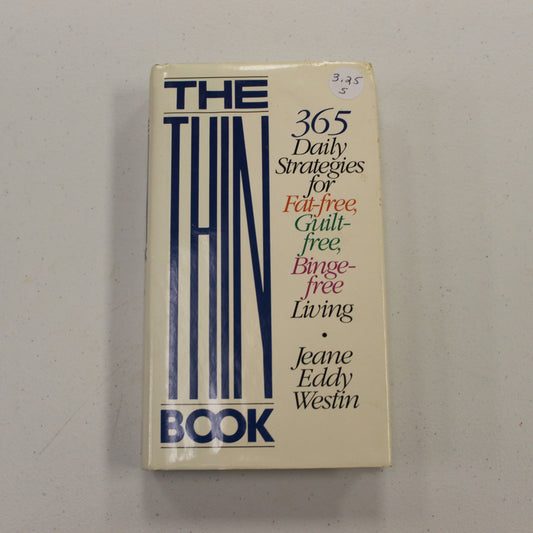 THE
THIN
BOOK
3.25
5
365
Daily
Strategies
for
Fat-free,
Guilt-
free,
Binge-
free
Living
•
Jeane
Eddy
Westin